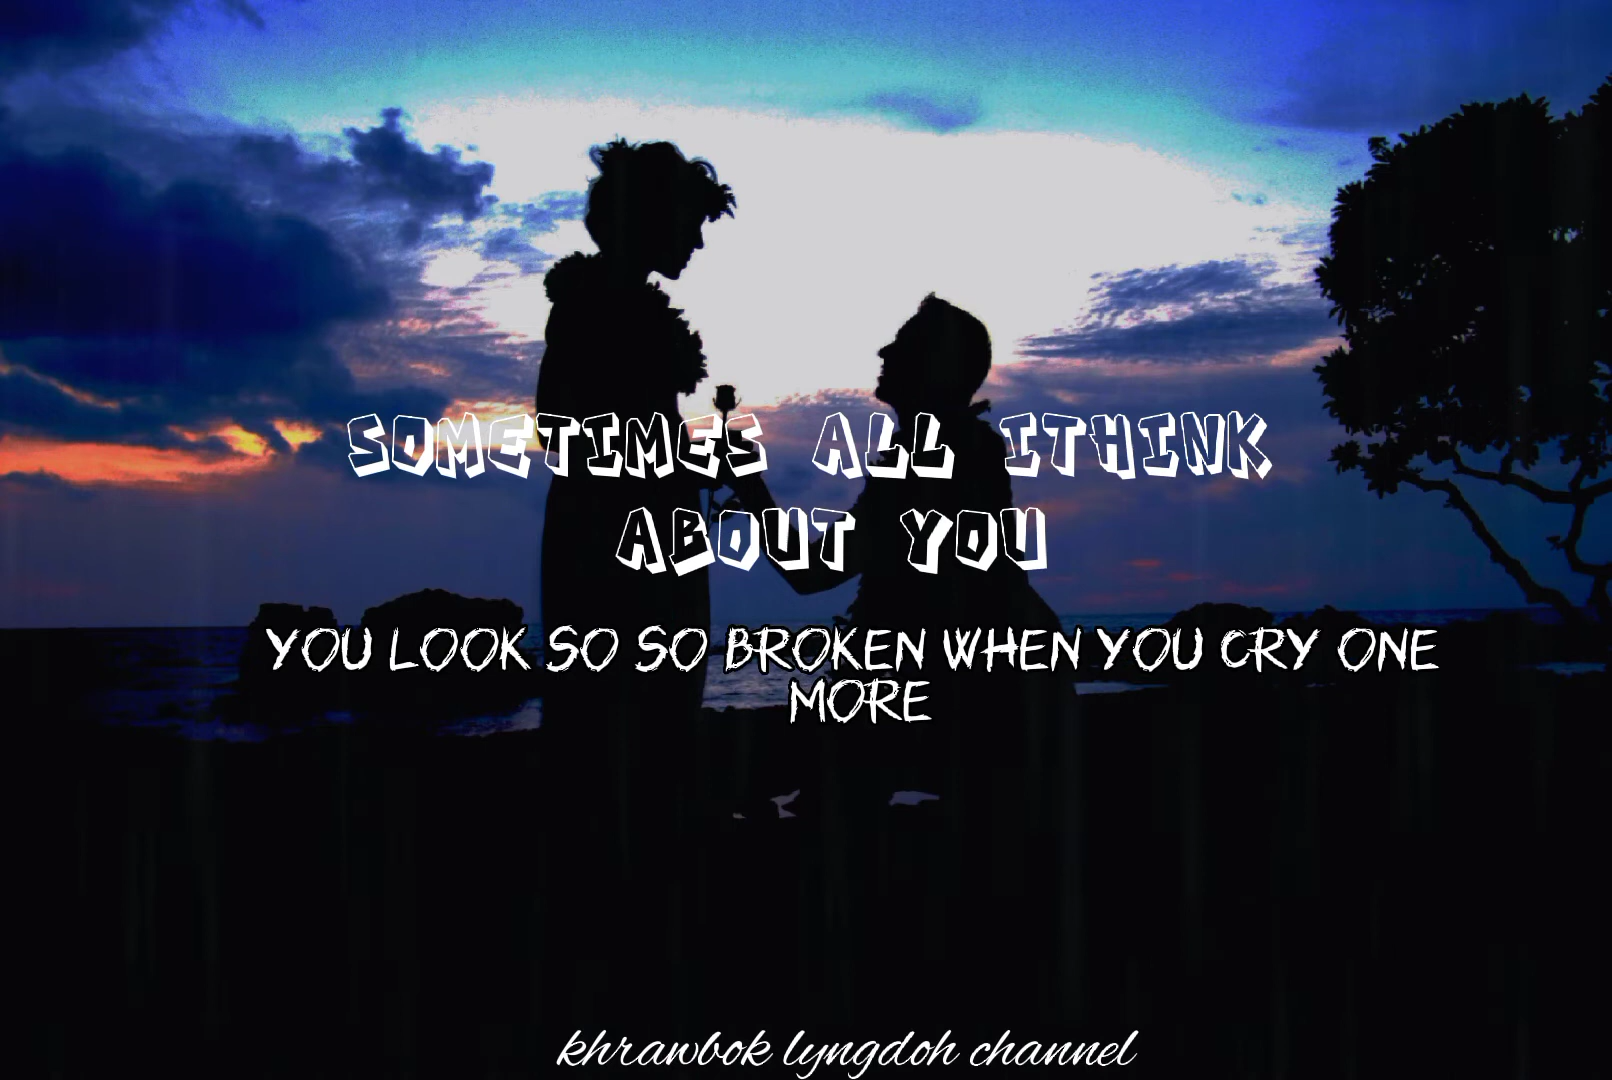 SOMETIMES ALL ITHINK
ABOUT YOU
YOU LOOK SO SO BROKEN WHEN YOU CRY ONE
MORE
khrawbok lyngdoh channel